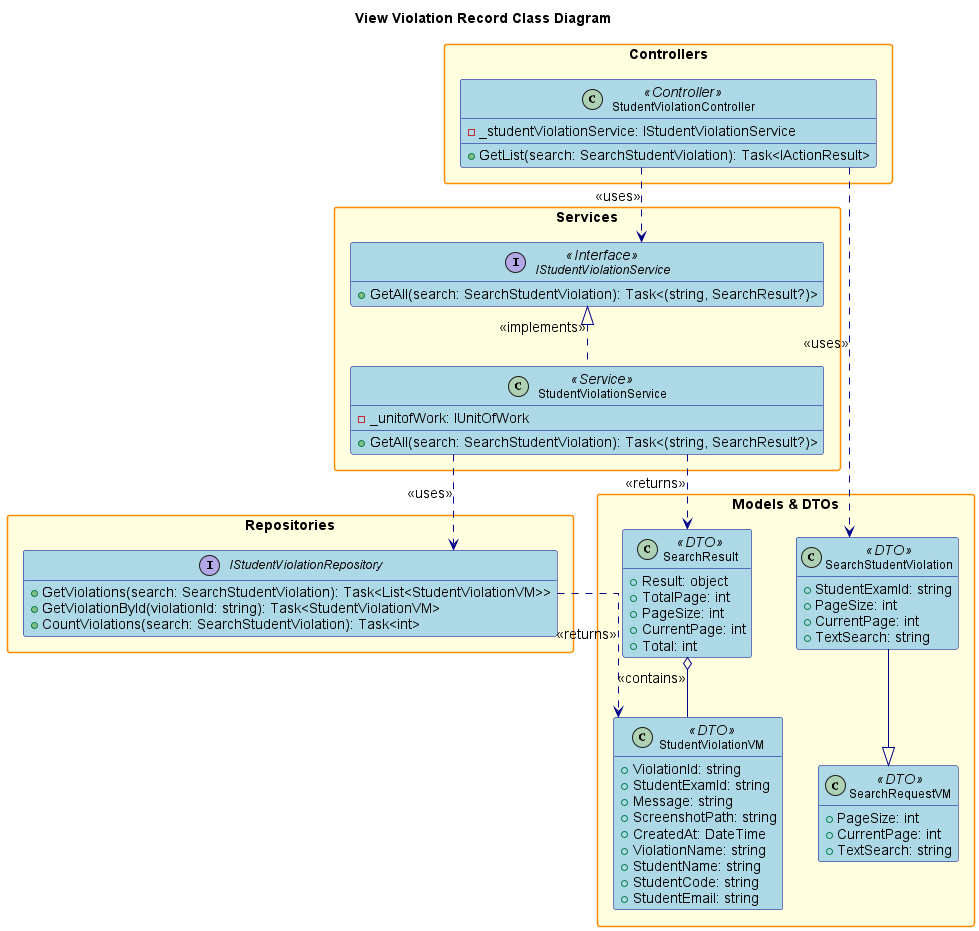 View Violation Record Class Diagram
Controllers
C
«Controller»
StudentViolationController
_studentViolationService: IStudentViolationService
GetList(search: SearchStudentViolation): Task<IActionResult>
«uses»
Services
I
«Interface»
IStudentViolationService
GetAll(search: SearchStudentViolation): Task<(string, SearchResult?)>
«implements»
«uses»
C
«Service»
StudentViolationService
_unitofWork: IUnitOfWork
GetAll(search: SearchStudentViolation): Task<(string, SearchResult?)>
«uses»
«returns»
Repositories
I
IStudentViolationRepository
GetViolations(search: SearchStudentViolation): Task<List<StudentViolationVM>>
GetViolationById(violationId: string): Task<StudentViolationVM>
CountViolations(search: SearchStudentViolation): Task<int>
«returns»
Models & DTOs
C
«DTO»
SearchResult
Result: object
TotalPage: int
PageSize: int
CurrentPage: int
Total: int
«contains»
C
«DTO»
SearchStudentViolation
StudentExamId: string
PageSize: int
CurrentPage: int
TextSearch: string
C
«DTO»
StudentViolationVM
ViolationId: string
StudentExamId: string
Message: string
ScreenshotPath: string
CreatedAt: DateTime
ViolationName: string
StudentName: string
StudentCode: string
StudentEmail: string
C
«DTO»
SearchRequestVM
PageSize: int
CurrentPage: int
TextSearch: string